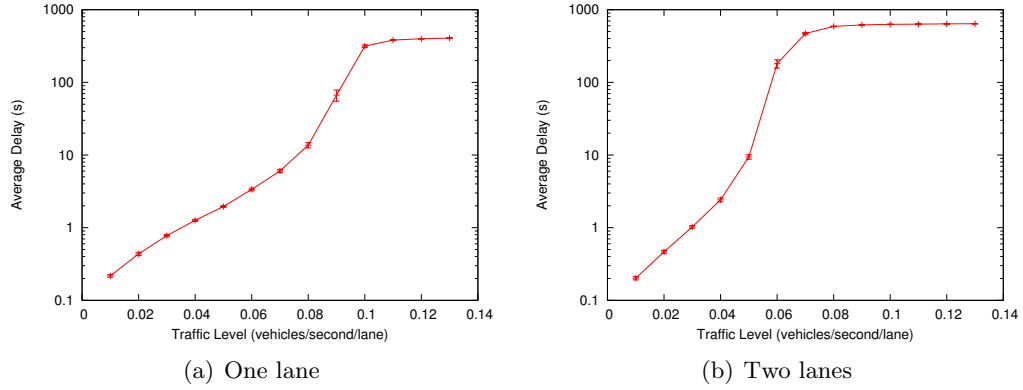 1000
100
10
1
0.1
Average Delay (s)
0 0.02 0.04 0.06 0.08 0.1 0.12 0.14
Traffic Level (vehicles/second/lane)
(a) One lane
1000
100
10
1
0.1
Average Delay (s)
0 0.02 0.04 0.06 0.08 0.1 0.12 0.14
Traffic Level (vehicles/second/lane)
(b) Two lanes